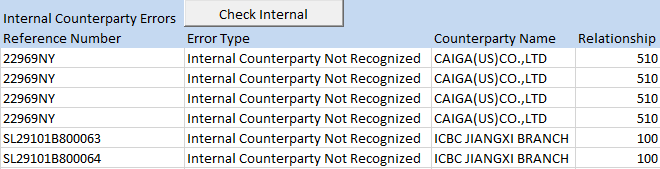 Internal Counterparty Errors Check Internal
Reference Number Error Type Counterparty Name Relationship
22969NY Internal Counterparty Not Recognized CAIGA(US)CO.,LTD 510
22969NY Internal Counterparty Not Recognized CAIGA(US)CO.,LTD 510
22969NY Internal Counterparty Not Recognized CAIGA(US)CO.,LTD 510
22969NY Internal Counterparty Not Recognized CAIGA(US)CO.,LTD 510
SL29101B800063 Internal Counterparty Not Recognized ICBC JIANGXI BRANCH 100
SL29101B800064 Internal Counterparty Not Recognized ICBC JIANGXI BRANCH 100